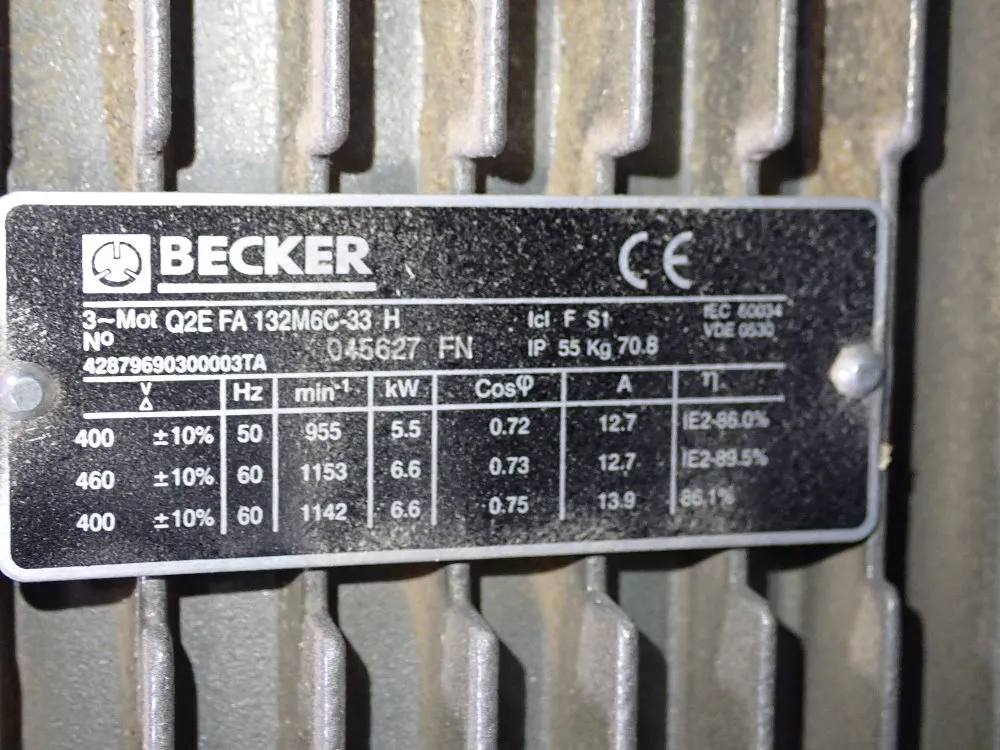 BECKER CE
3~Mot Q2E FA 132M6C-33 H Icl F S1 IEC 60034
Nº 045627 FN IP 55 Kg 70.8 VDE 0530
42879690300003TA
V Δ Hz min⁻¹ kW Cosφ A η
400 ±10% 50 955 5.5 0.72 12.7 IE2-86.0%
460 ±10% 60 1153 6.6 0.73 12.7 IE2-89.5%
400 ±10% 60 1142 6.6 0.75 13.9 86.1%